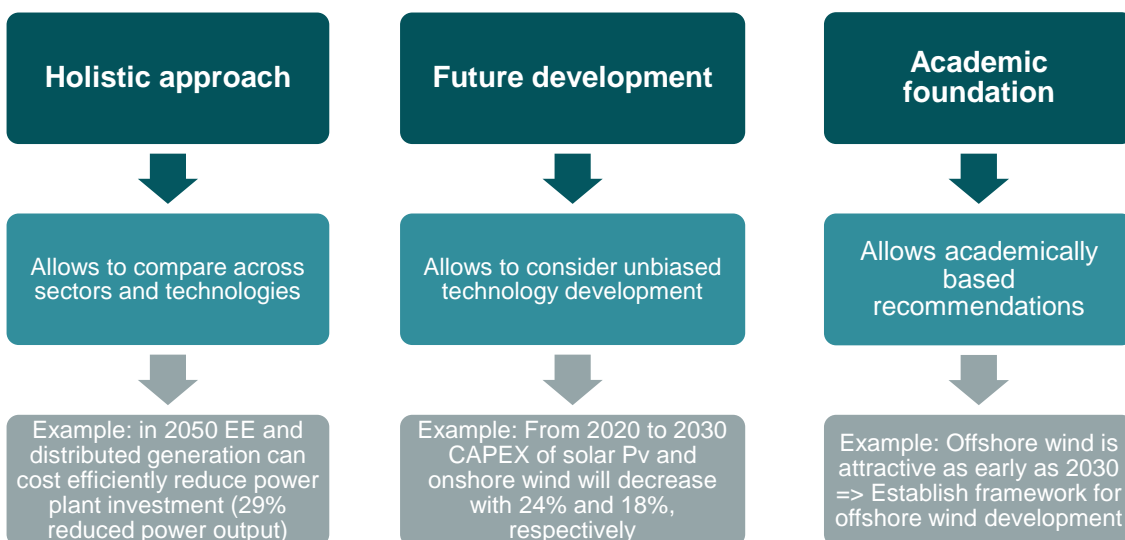 Holistic approach
Allows to compare across
sectors and technologies
Example: in 2050 EE and
distributed generation can
cost efficiently reduce power
plant investment (29%
reduced power output)
Future development
Allows to consider unbiased
technology development
Example: From 2020 to 2030
CAPEX of solar Pv and
onshore wind will decrease
with 24% and 18%,
respectively
Academic
foundation
Allows academically
based
recommendations
Example: Offshore wind is
attractive as early as 2030
=> Establish framework for
offshore wind development